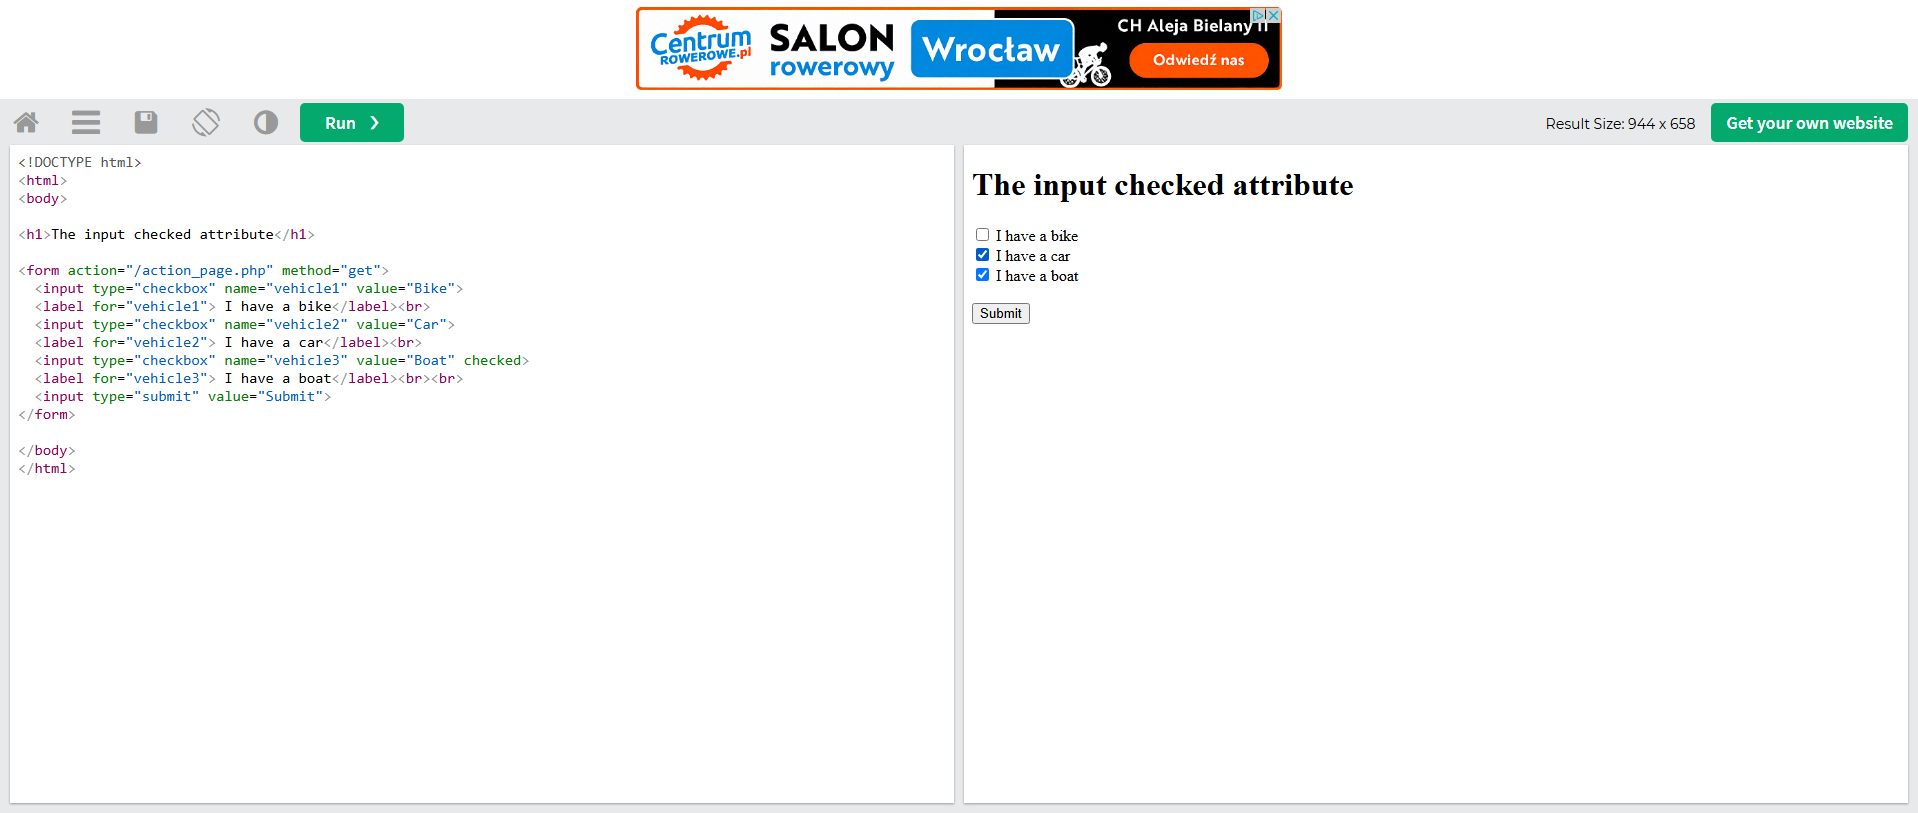 Centrum
ROWEROWE.pl
SALON
rowerowy
Wrocław
CH Aleja Bielany II
Odwiedź nas
Run ❯
Result Size: 944 x 658
Get your own website
<!DOCTYPE html>
<html>
<body>
<h1>The input checked attribute</h1>
<form action="/action_page.php" method="get">
<input type="checkbox" name="vehicle1" value="Bike">
<label for="vehicle1"> I have a bike</label><br>
<input type="checkbox" name="vehicle2" value="Car">
<label for="vehicle2"> I have a car</label><br>
<input type="checkbox" name="vehicle3" value="Boat" checked>
<label for="vehicle3"> I have a boat</label><br><br>
<input type="submit" value="Submit">
</form>
</body>
</html>
The input checked attribute
I have a bike
I have a car
I have a boat
Submit